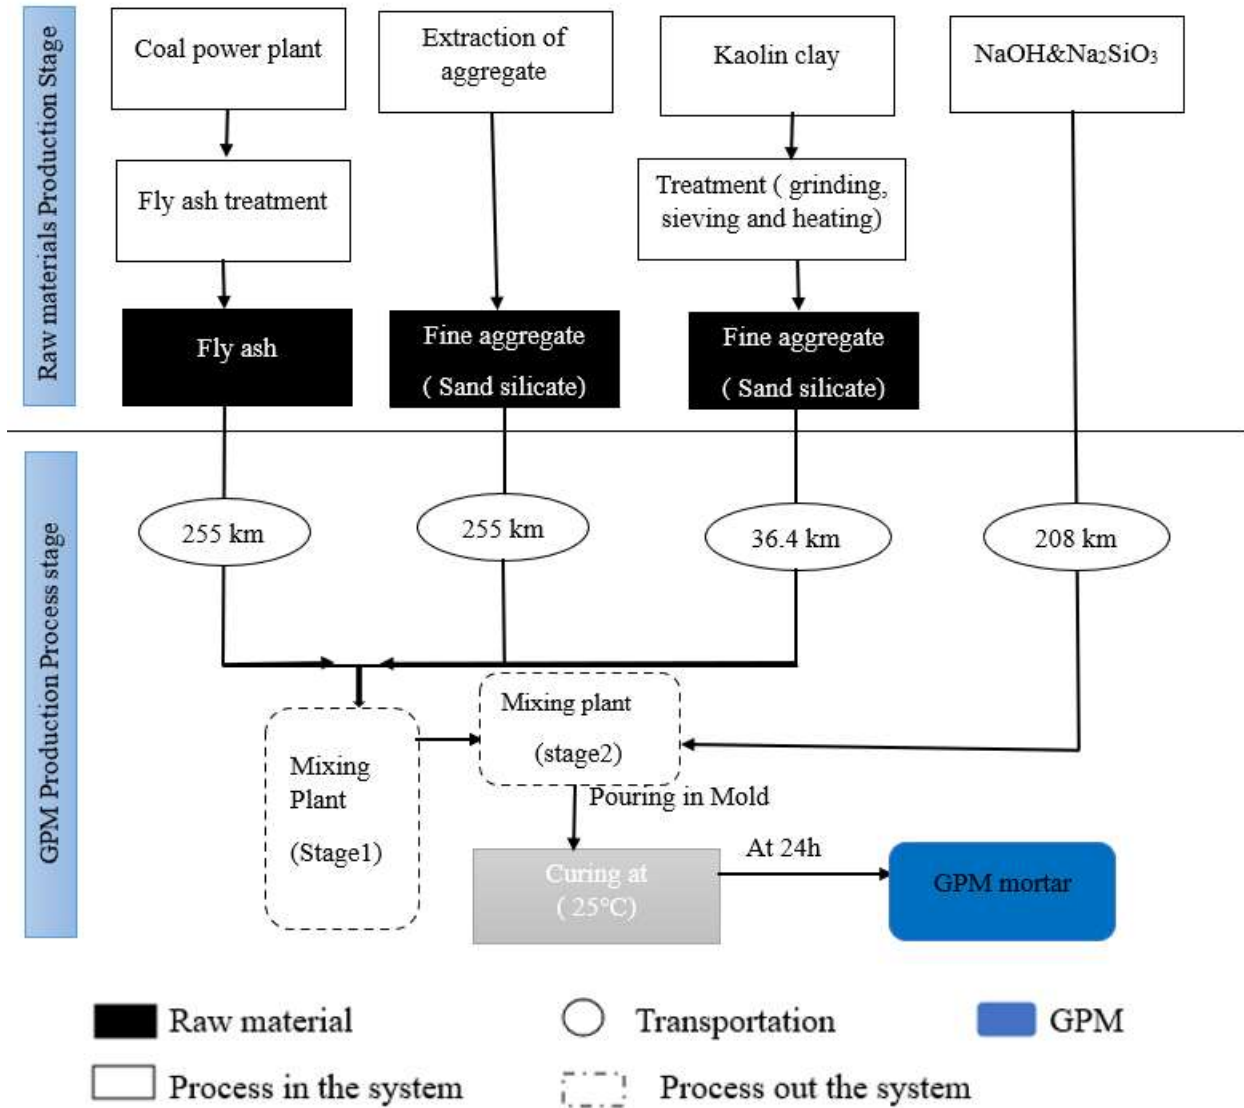 Raw materials Production Stage
Coal power plant
Extraction of
aggregate
Kaolin clay
NaOH&Na₂SiO₃
Fly ash treatment
Treatment ( grinding,
sieving and heating)
Fly ash
Fine aggregate
( Sand silicate)
Fine aggregate
( Sand silicate)
GPM Production Process stage
255 km
255 km
36.4 km
208 km
Mixing
Plant
(Stage1)
Mixing plant
(stage2)
Pouring in Mold
Curing at
( 25°C)
At 24h
GPM mortar
Raw material
Transportation
GPM
Process in the system
Process out the system